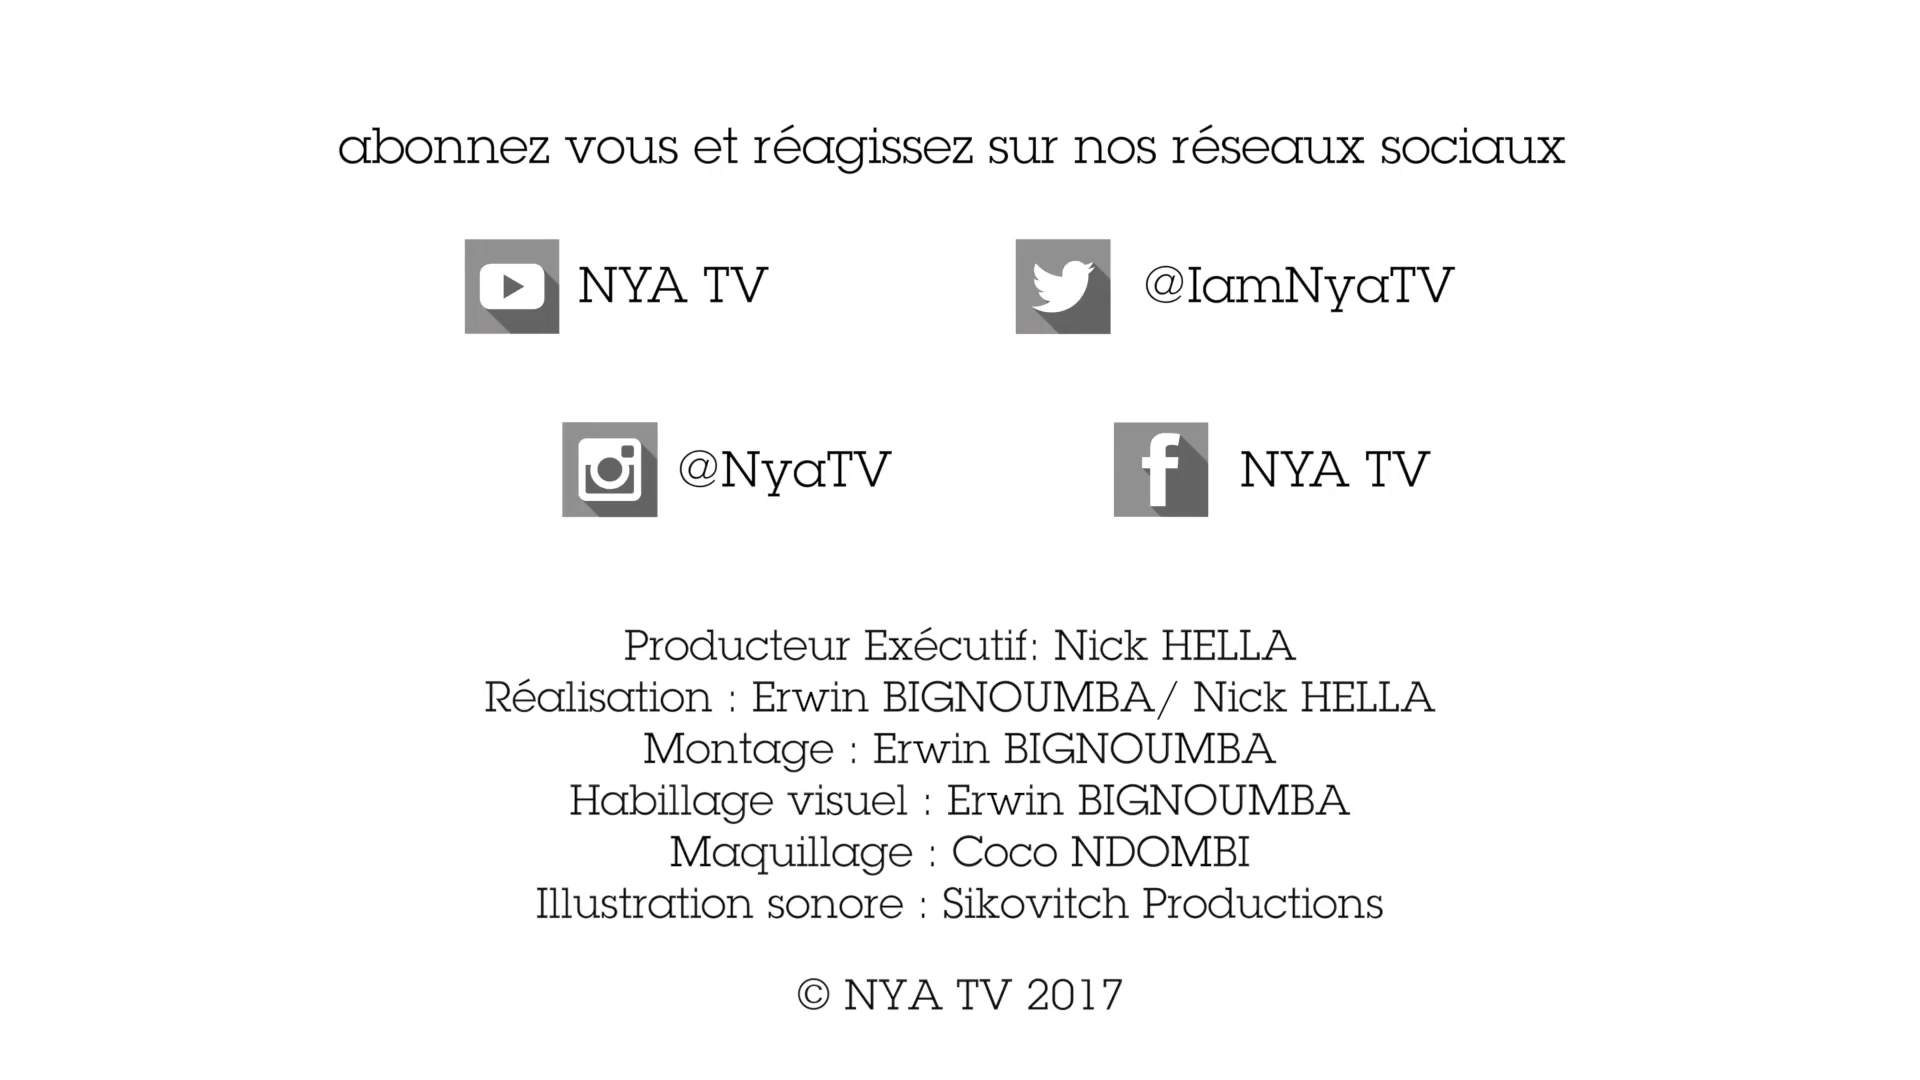 abonnez vous et réagissez sur nos réseaux sociaux
NYA TV
@IamNyaTV
@NyaTV
NYA TV
Producteur Exécutif: Nick HELLA
Réalisation : Erwin BIGNOUMBA/ Nick HELLA
Montage : Erwin BIGNOUMBA
Habillage visuel : Erwin BIGNOUMBA
Maquillage : Coco NDOMBI
Illustration sonore : Sikovitch Productions
© NYA TV 2017